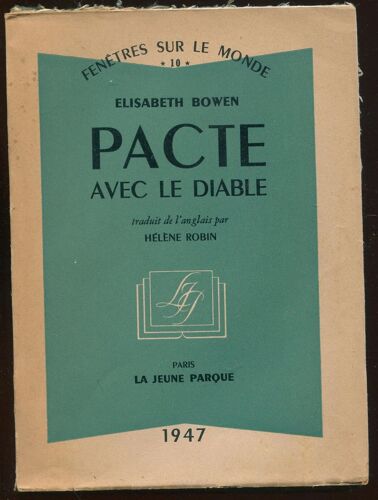 FENÊTRES SUR LE MONDE
* 10 *
ELISABETH BOWEN
PACTE
AVEC LE DIABLE
traduit de l'anglais par
HÉLÈNE ROBIN
LJP
PARIS
LA JEUNE PARQUE
1947